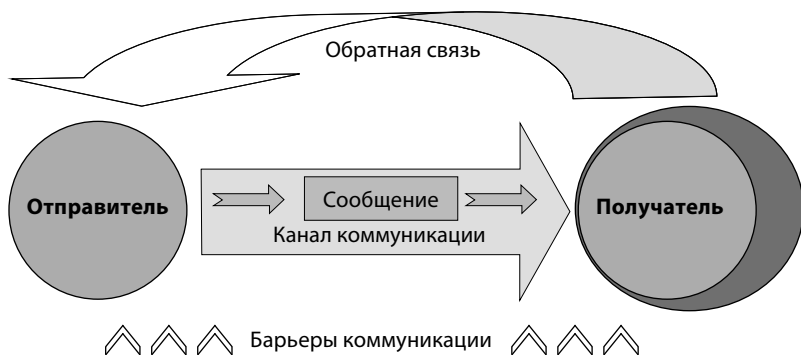 Обратная связь
Отправитель
Сообщение
Канал коммуникации
Получатель
Барьеры коммуникации